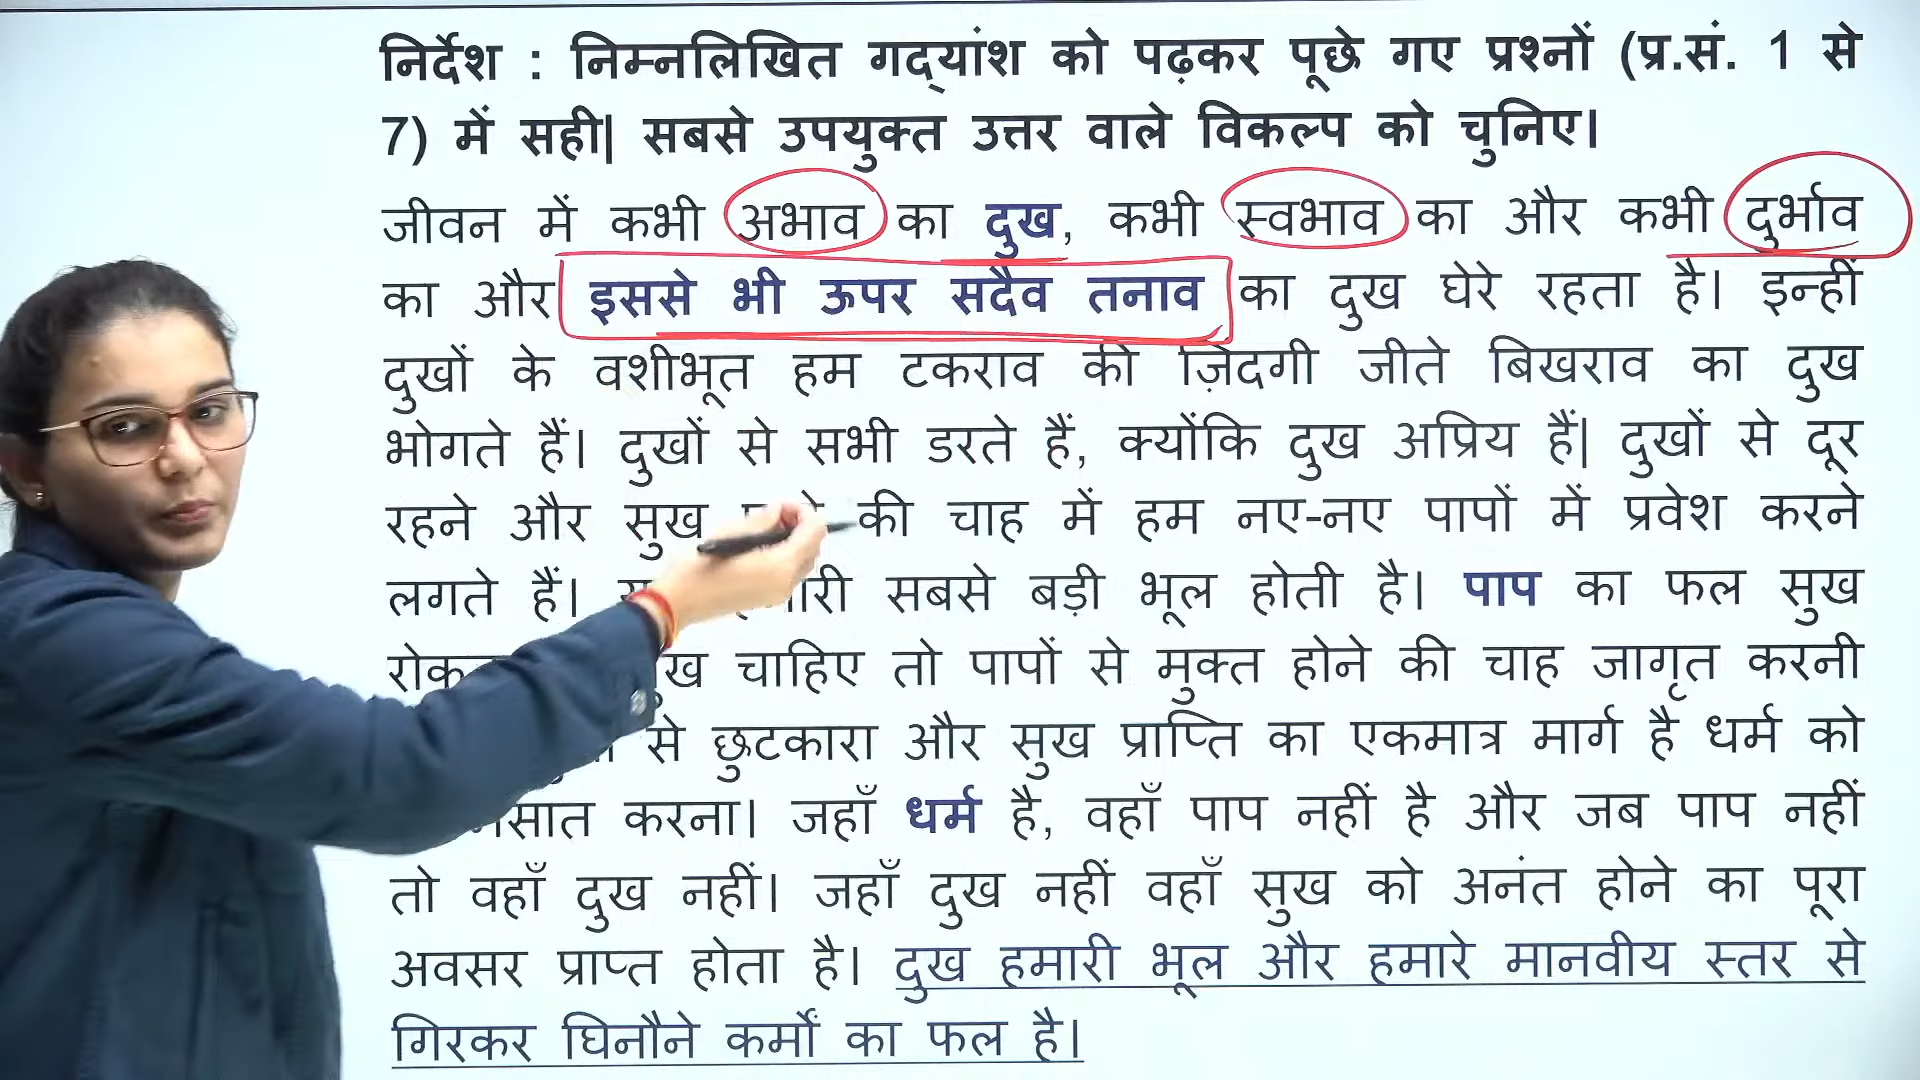 निर्देश : निम्नलिखित गद्यांश को पढ़कर पूछे गए प्रश्नों (प्र.सं. 1 से
7) में सही| सबसे उपयुक्त उत्तर वाले विकल्प को चुनिए।
जीवन में कभी अभाव का दुख, कभी स्वभाव का और कभी दुर्भाव
का और इससे भी ऊपर सदैव तनाव का दुख घेरे रहता है। इन्हीं
दुखों के वशीभूत हम टकराव की ज़िंदगी जीते बिखराव का दुख
भोगते हैं। दुखों से सभी डरते हैं, क्योंकि दुख अप्रिय हैं| दुखों से दूर
रहने और सुख की चाह में हम नए-नए पापों में प्रवेश करने
लगते हैं। सबसे बड़ी भूल होती है। पाप का फल सुख
चाहिए तो पापों से मुक्त होने की चाह जागृत करनी
से छुटकारा और सुख प्राप्ति का एकमात्र मार्ग है धर्म को
करना। जहाँ धर्म है, वहाँ पाप नहीं है और जब पाप नहीं
तो वहाँ दुख नहीं। जहाँ दुख नहीं वहाँ सुख को अनंत होने का पूरा
अवसर प्राप्त होता है। दुख हमारी भूल और हमारे मानवीय स्तर से
गिरकर घिनौने कर्मों का फल है।